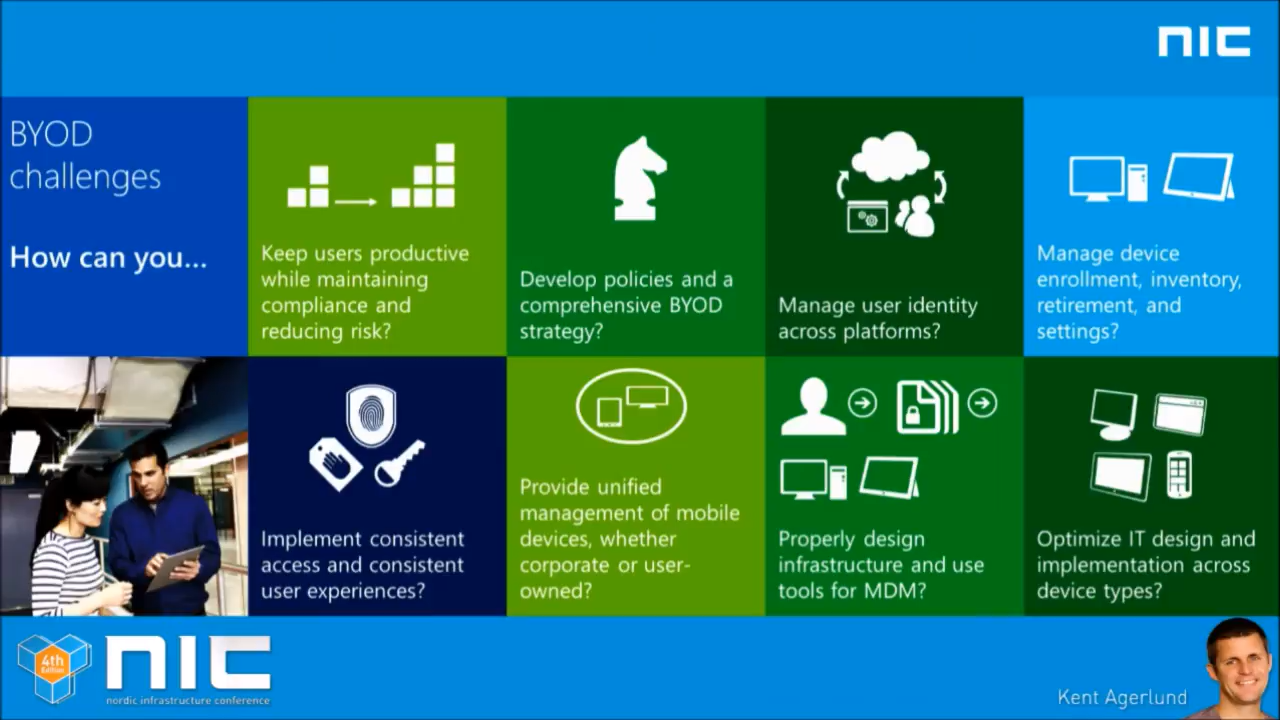 NIC
BYOD
challenges
How can you...
Keep users productive
while maintaining
compliance and
reducing risk?
Develop policies and a
comprehensive BYOD
strategy?
Manage user identity
across platforms?
Manage device
enrollment, inventory,
retirement, and
settings?
Implement consistent
access and consistent
user experiences?
Provide unified
management of mobile
devices, whether
corporate or user-
owned?
Properly design
infrastructure and use
tools for MDM?
Optimize IT design and
implementation across
device types?
4th
Edition
NIC
nordic infrastructure conference
Kent Agerlund